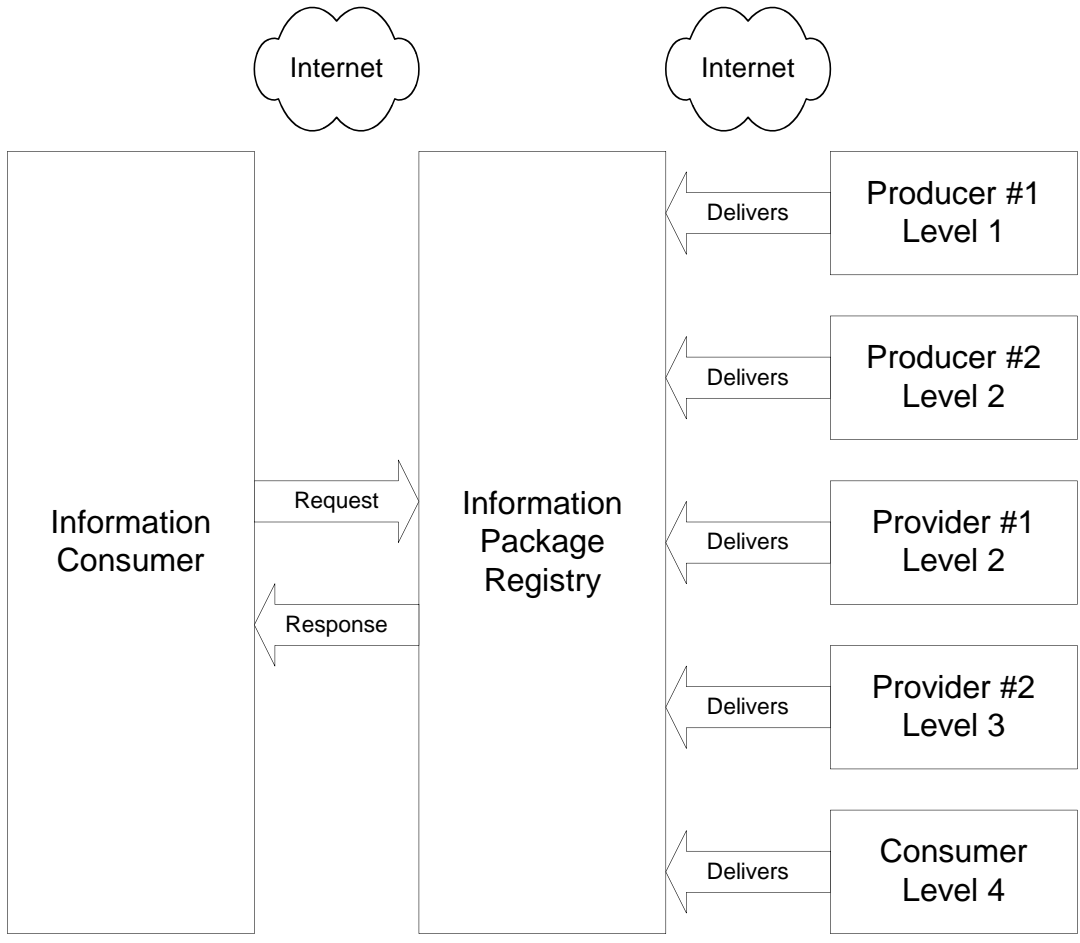 Internet
Internet
Information
Consumer
Request
Response
Information
Package
Registry
Delivers
Producer #1
Level 1
Delivers
Producer #2
Level 2
Delivers
Provider #1
Level 2
Delivers
Provider #2
Level 3
Delivers
Consumer
Level 4